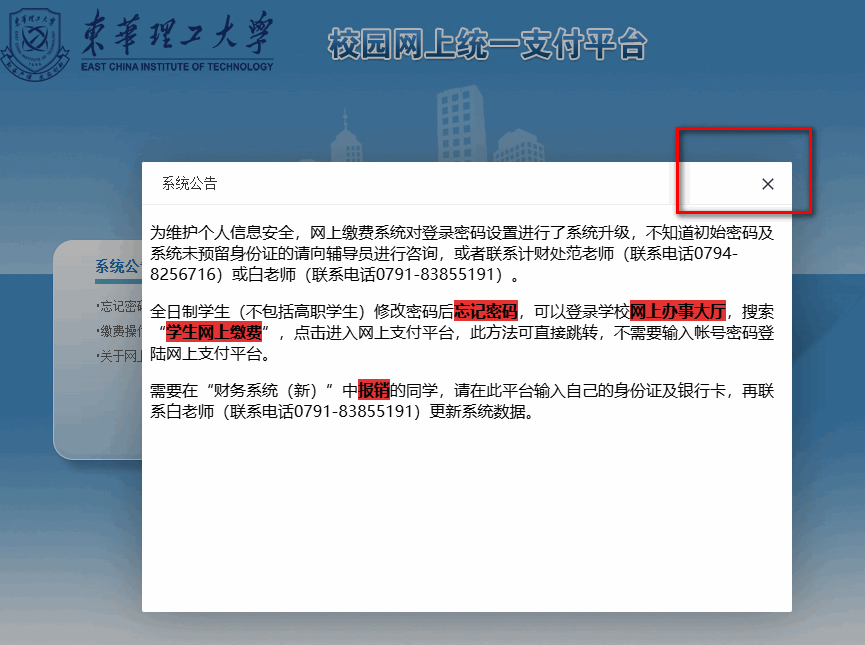 東華理工大学
EAST CHINA INSTITUTE OF TECHNOLOGY
校园网上统一支付平台
系统公告
为维护个人信息安全，网上缴费系统对登录密码设置进行了系统升级，不知道初始密码及
系统未预留身份证的请向辅导员进行咨询，或者联系计财处范老师（联系电话0794-
8256716）或白老师（联系电话0791-83855191）。
全日制学生（不包括高职学生）修改密码后忘记密码，可以登录学校网上办事大厅，搜索
“学生网上缴费”，点击进入网上支付平台，此方法可直接跳转，不需要输入帐号密码登
陆网上支付平台。
需要在“财务系统（新）“中报销的同学，请在此平台输入自己的身份证及银行卡，再联
系白老师（联系电话0791-83855191）更新系统数据。
系统公
·忘记密
·缴费操
·关于网